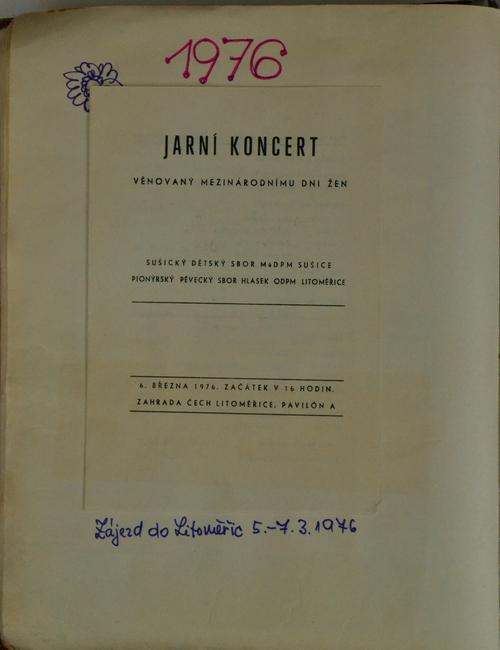 1976
JARNÍ KONCERT
VĚNOVANÝ MEZINÁRODNÍMU DNI ŽEN
SUŠICKÝ DĚTSKÝ SBOR MěDPM SUŠICE
PIONÝRSKÝ PĚVECKÝ SBOR HLÁSEK ODPM LITOMĚŘICE
6. BŘEZNA 1976. ZAČÁTEK V 16 HODIN.
ZAHRADA ČECH LITOMĚŘICE, PAVILÓN A
Zájezd do Litoměřic 5.-7.3.1976